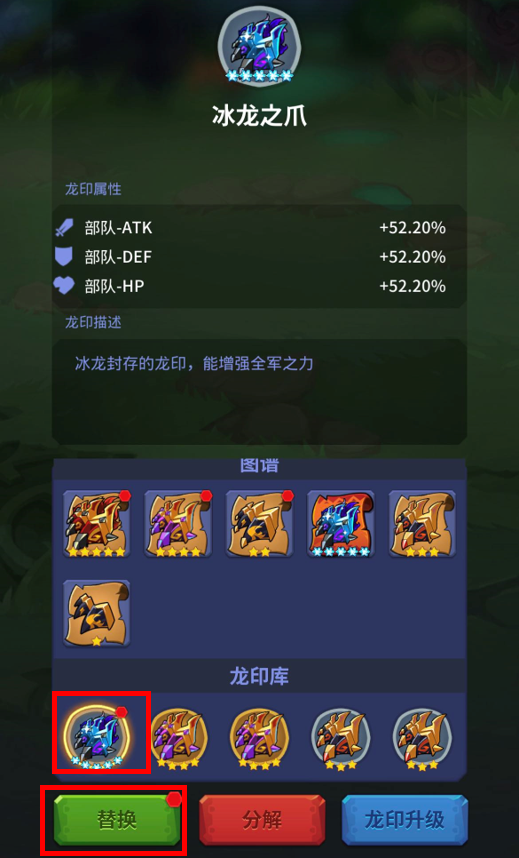 冰龙之爪
龙印属性
部队-ATK +52.20%
部队-DEF +52.20%
部队-HP +52.20%
龙印描述
冰龙封存的龙印，能增强全军之力
图谱
龙印库
替换 分解 龙印升级